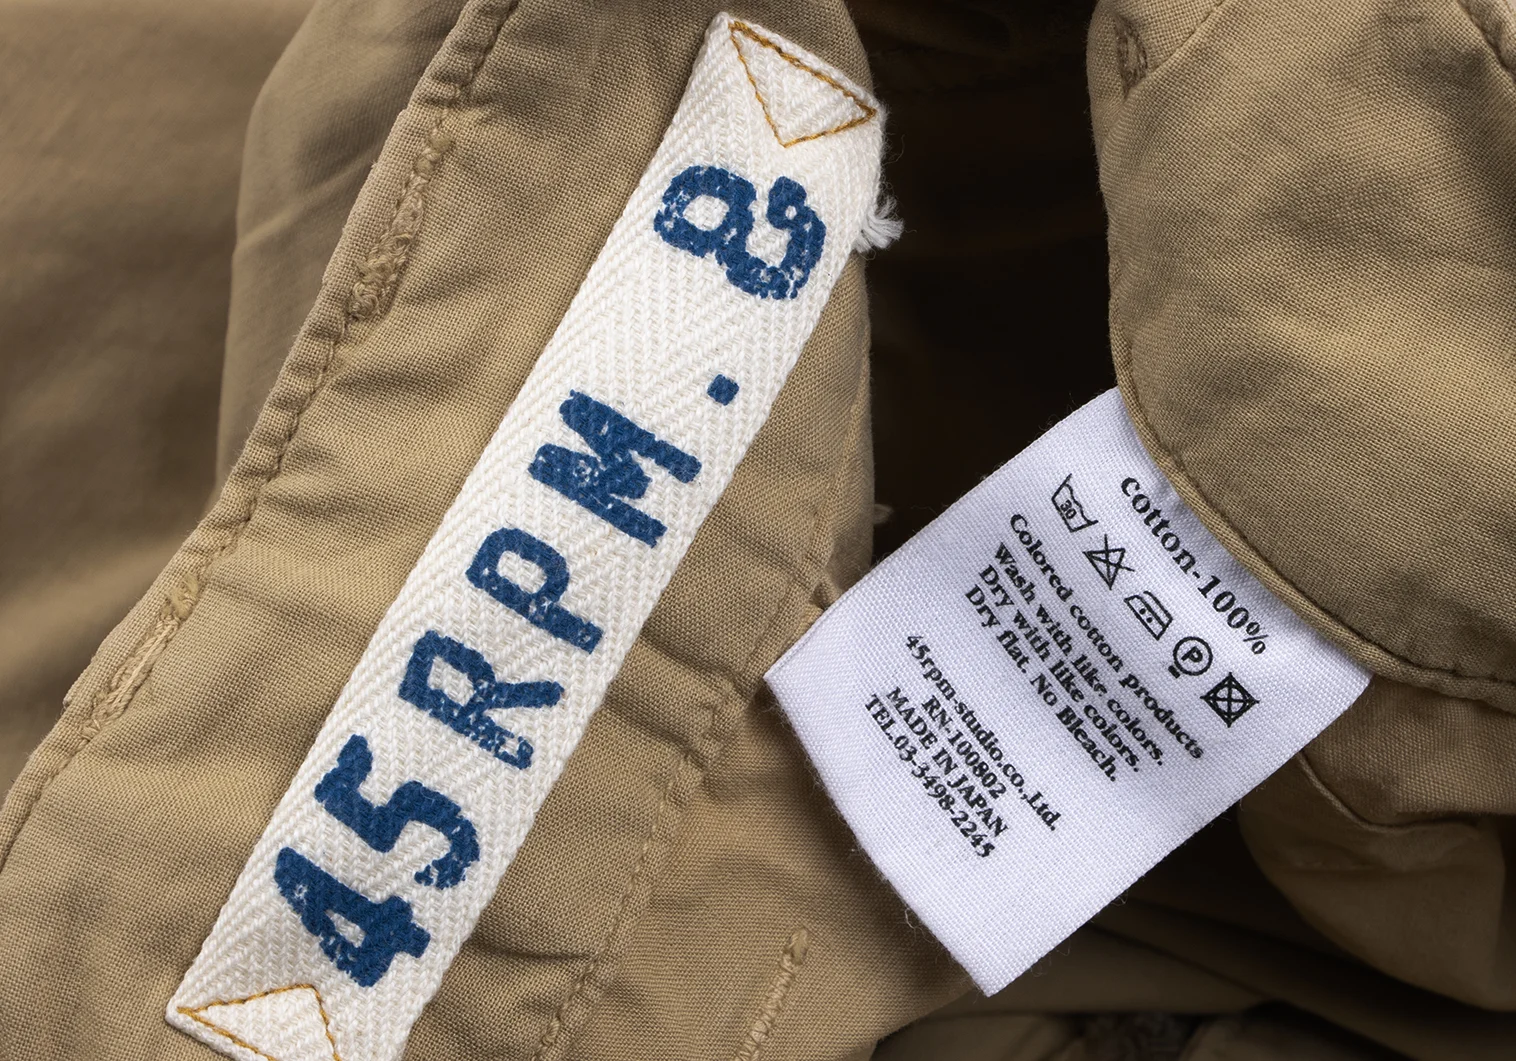 45RPM. &
cotton-100%
30
P
Colored cotton products
Wash with like colors.
Dry with like colors.
Dry flat. No Bleach.
45rpm-studio.co.,Ltd.
RN-100802
MADE IN JAPAN
TEL.03-3498-2245